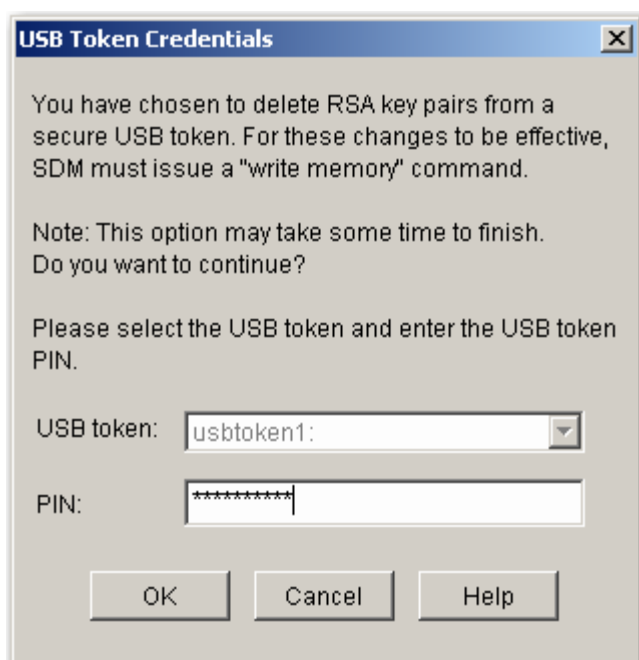 USB Token Credentials
You have chosen to delete RSA key pairs from a
secure USB token. For these changes to be effective,
SDM must issue a "write memory" command.
Note: This option may take some time to finish.
Do you want to continue?
Please select the USB token and enter the USB token
PIN.
USB token: usbtoken1:
PIN: **********
OK Cancel Help